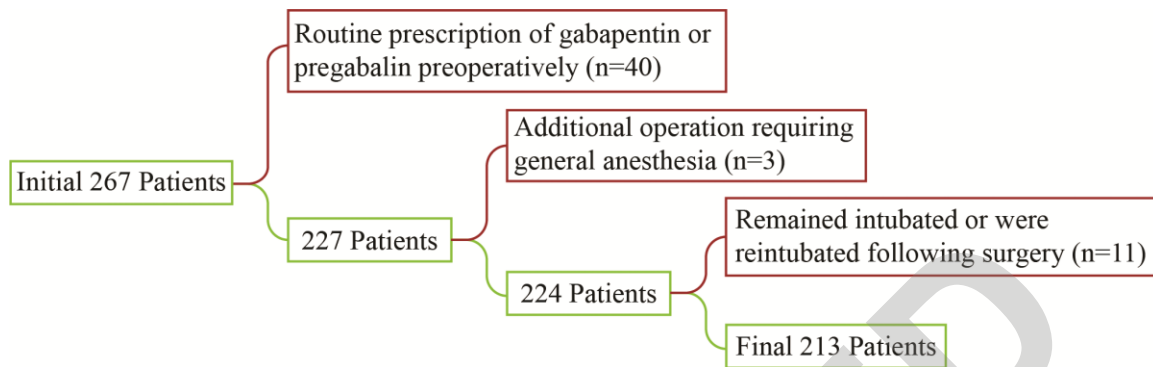 Routine prescription of gabapentin or
pregabalin preoperatively (n=40)
Additional operation requiring
general anesthesia (n=3)
Initial 267 Patients
Remained intubated or were
reintubated following surgery (n=11)
227 Patients
224 Patients
Final 213 Patients